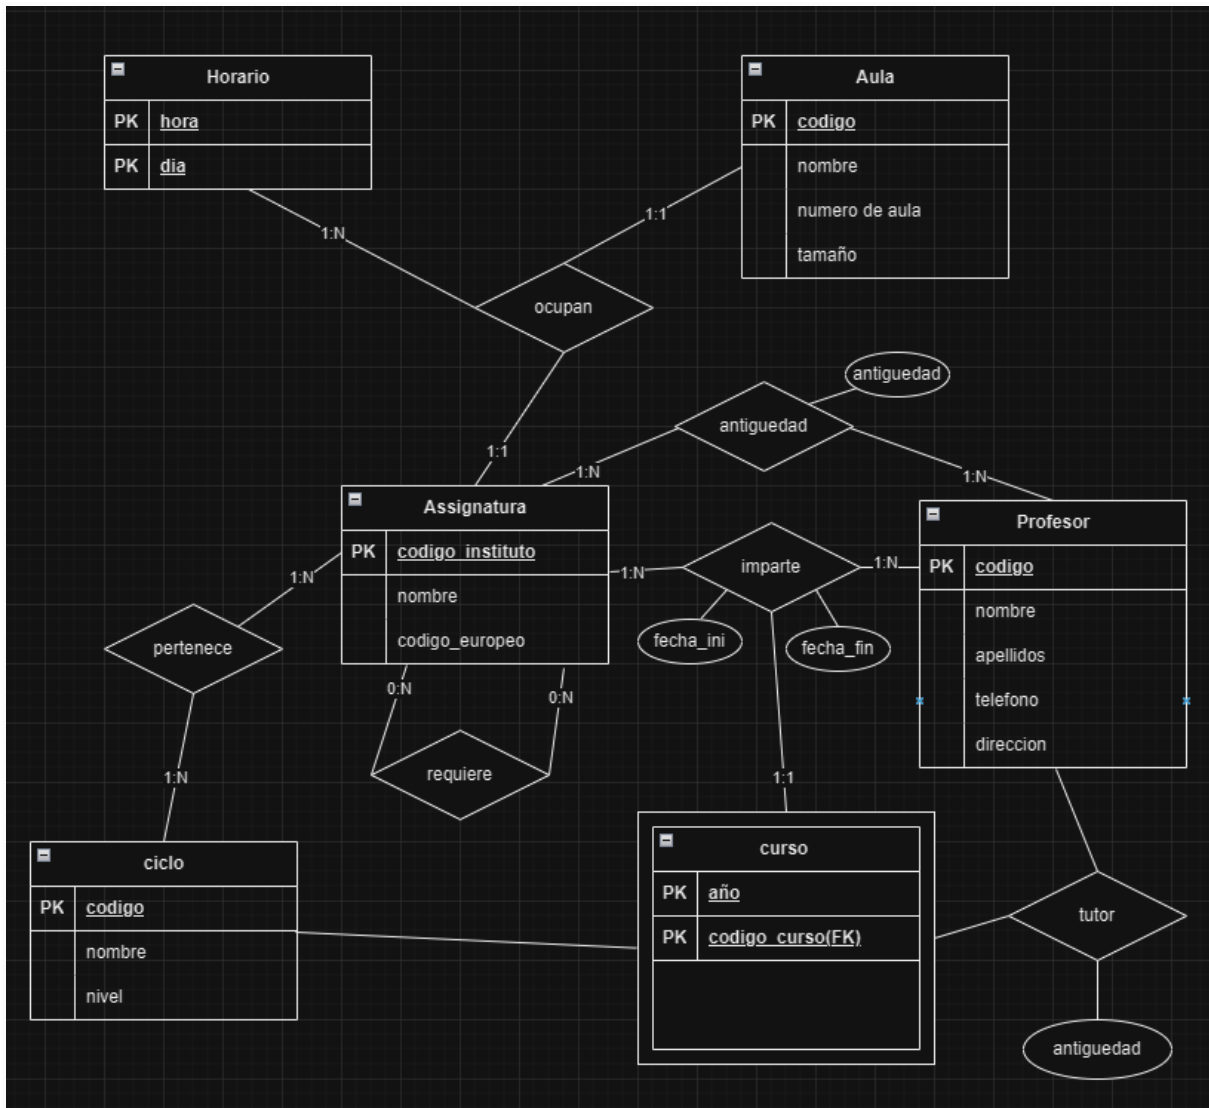 Horario
PK hora
PK dia
Aula
PK codigo
nombre
numero de aula
tamaño
1:N
1:1
ocupan
1:1
antiguedad
antiguedad
1:N
1:N
Assignatura
PK codigo_instituto
nombre
codigo_europeo
Profesor
PK codigo
nombre
apellidos
telefono
direccion
1:N
imparte
1:N
fecha_ini
fecha_fin
1:N
pertenece
1:N
0:N
0:N
requiere
1:1
ciclo
PK codigo
nombre
nivel
curso
PK año
PK codigo_curso(FK)
tutor
antiguedad